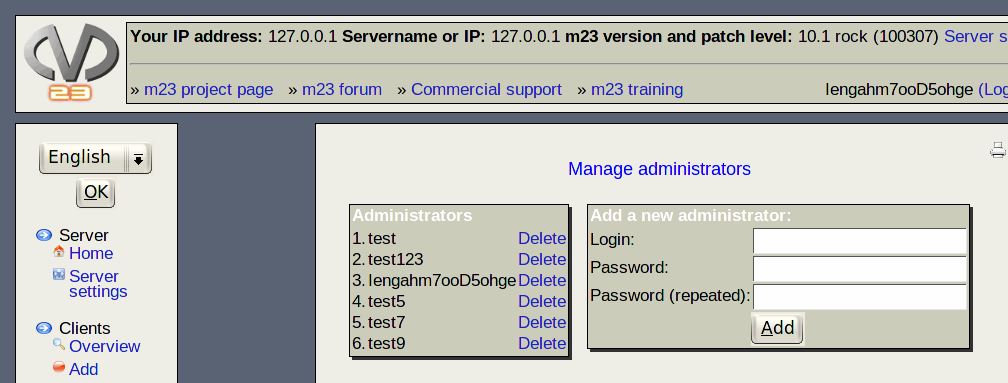 Your IP address: 127.0.0.1 Servername or IP: 127.0.0.1 m23 version and patch level: 10.1 rock (100307) Server s
» m23 project page » m23 forum » Commercial support » m23 training Iengahm7ooD5ohge (Log
23
English
OK
Server
Home
Server
settings
Clients
Overview
Add
Manage administrators
Administrators
1. test Delete
2. test123 Delete
3. Iengahm7ooD5ohge Delete
4. test5 Delete
5. test7 Delete
6. test9 Delete
Add a new administrator:
Login:
Password:
Password (repeated):
Add